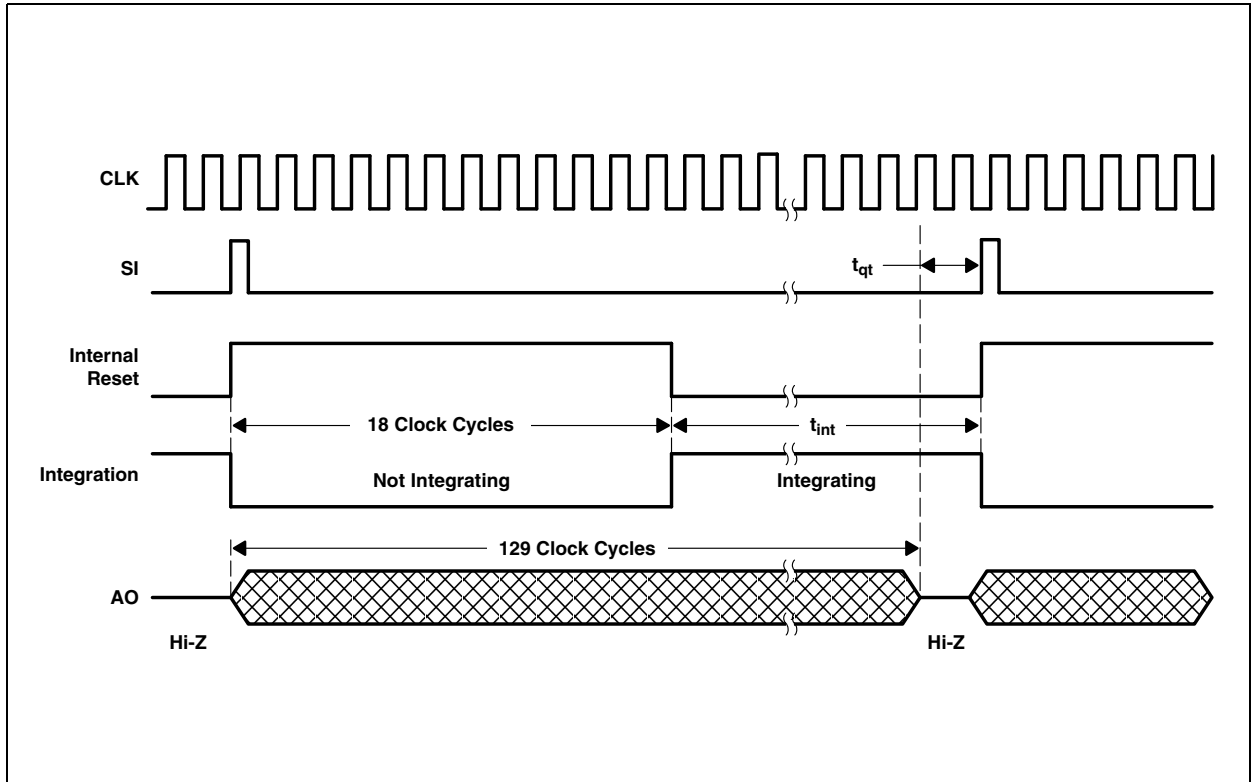 CLK
SI
t_qt
Internal
Reset
18 Clock Cycles
t_int
Integration
Not Integrating
Integrating
129 Clock Cycles
AO
Hi-Z
Hi-Z